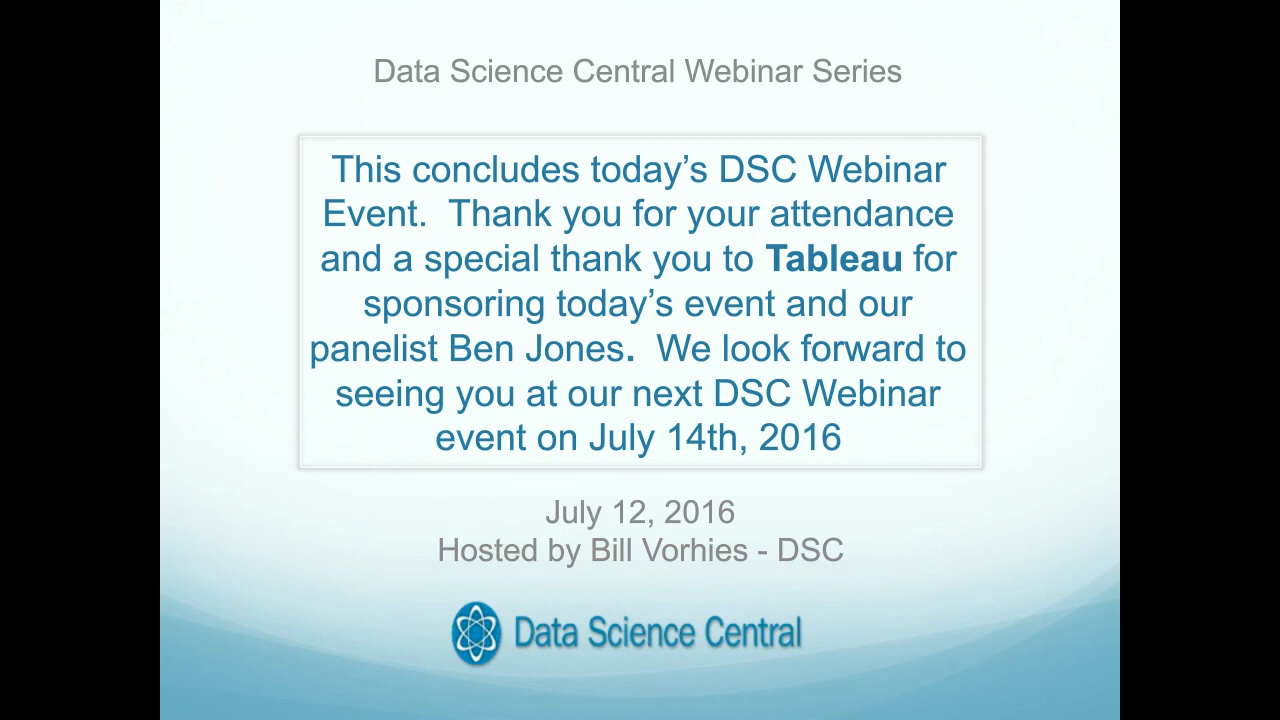 Data Science Central Webinar Series
This concludes today’s DSC Webinar
Event.  Thank you for your attendance
and a special thank you to Tableau for
sponsoring today’s event and our
panelist Ben Jones.  We look forward to
seeing you at our next DSC Webinar
event on July 14th, 2016
July 12, 2016
Hosted by Bill Vorhies - DSC
Data Science Central